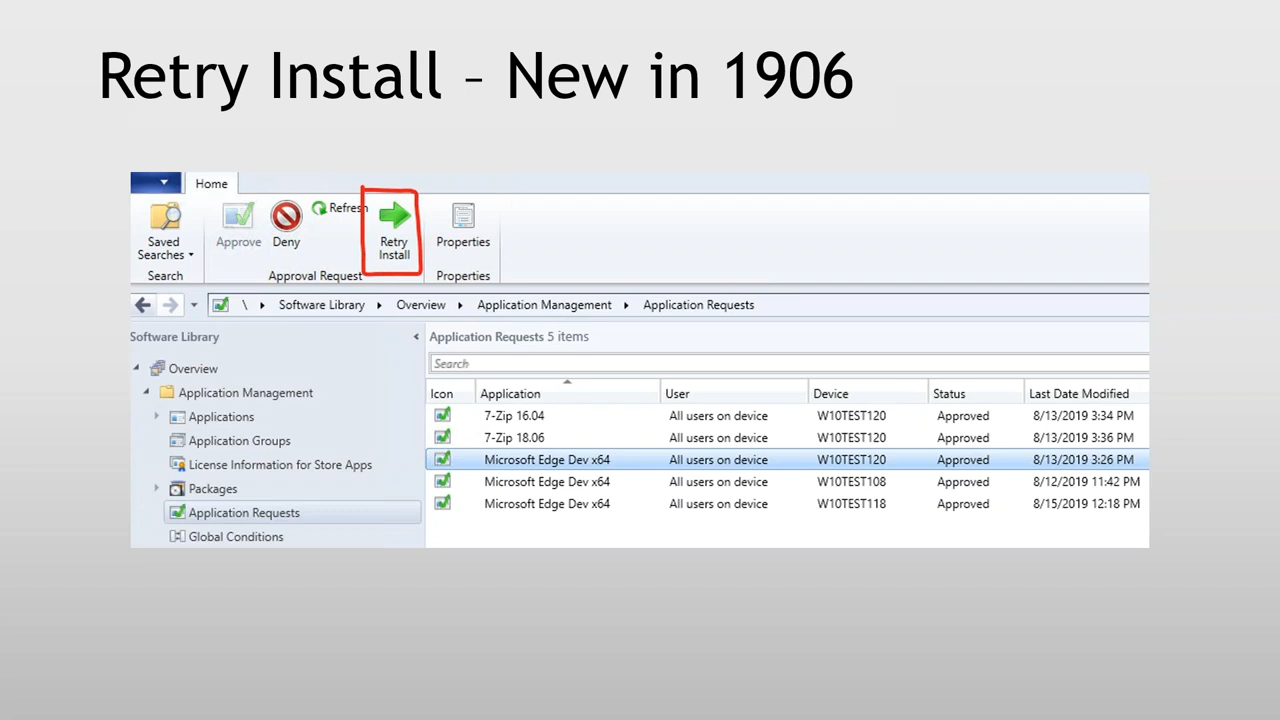 Retry Install – New in 1906
Home
Saved Searches
Search
Approve
Deny
Refresh
Retry Install
Approval Request
Properties
Properties
\ Software Library Overview Application Management Application Requests
Software Library
Overview
Application Management
Applications
Application Groups
License Information for Store Apps
Packages
Application Requests
Global Conditions
Application Requests 5 items
Search
Icon Application User Device Status Last Date Modified
7-Zip 16.04 All users on device W10TEST120 Approved 8/13/2019 3:34 PM
7-Zip 18.06 All users on device W10TEST120 Approved 8/13/2019 3:36 PM
Microsoft Edge Dev x64 All users on device W10TEST120 Approved 8/13/2019 3:26 PM
Microsoft Edge Dev x64 All users on device W10TEST108 Approved 8/12/2019 11:42 PM
Microsoft Edge Dev x64 All users on device W10TEST118 Approved 8/15/2019 12:18 PM